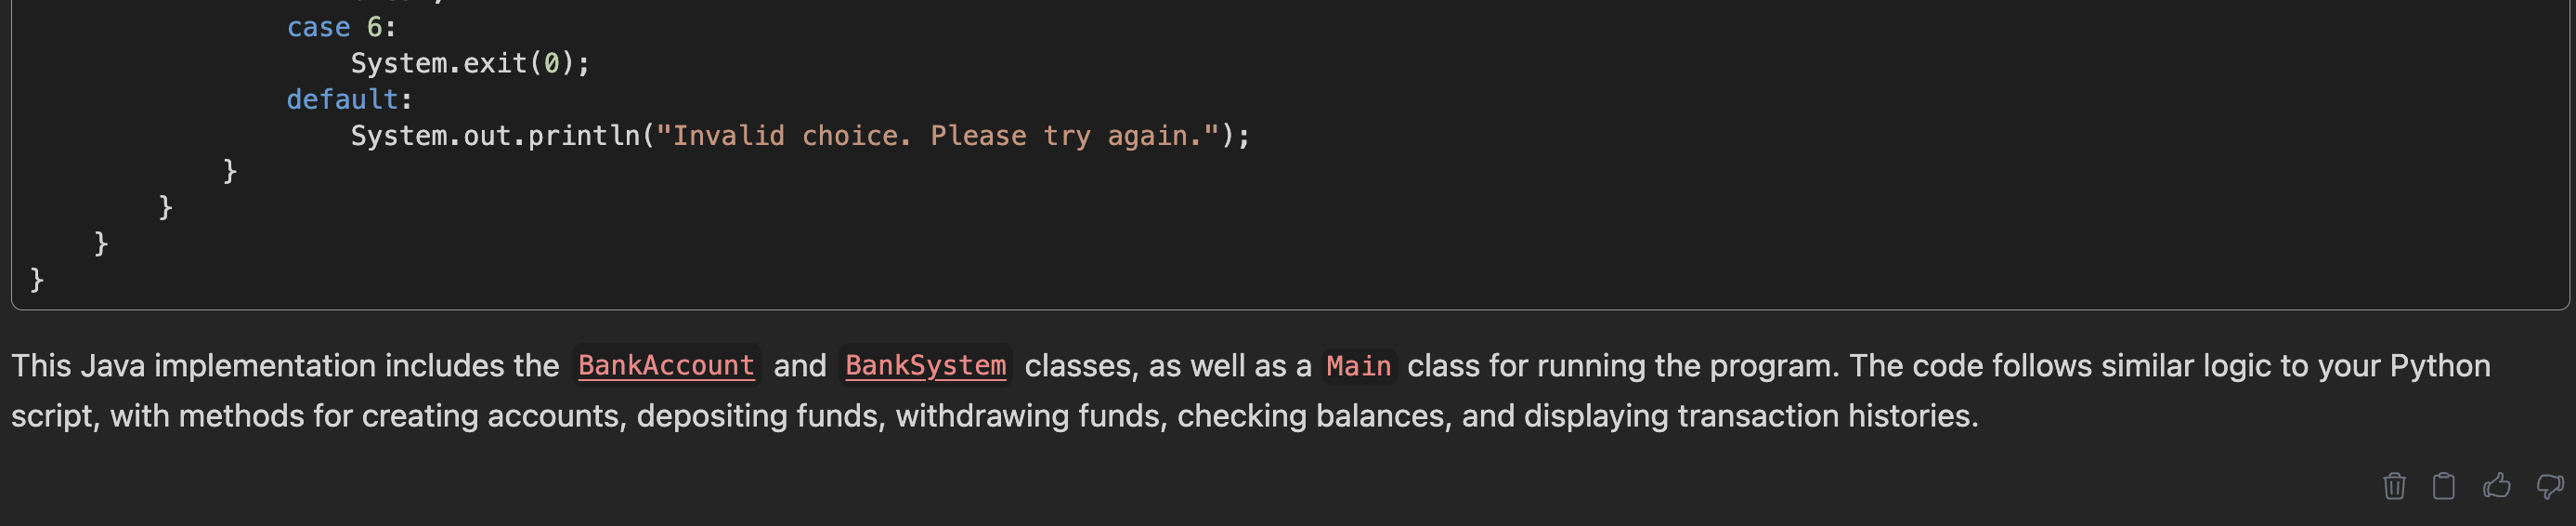 case 6:
System.exit(0);
default:
System.out.println("Invalid choice. Please try again.");
}
}
}
}
This Java implementation includes the BankAccount and BankSystem classes, as well as a Main class for running the program. The code follows similar logic to your Python
script, with methods for creating accounts, depositing funds, withdrawing funds, checking balances, and displaying transaction histories.